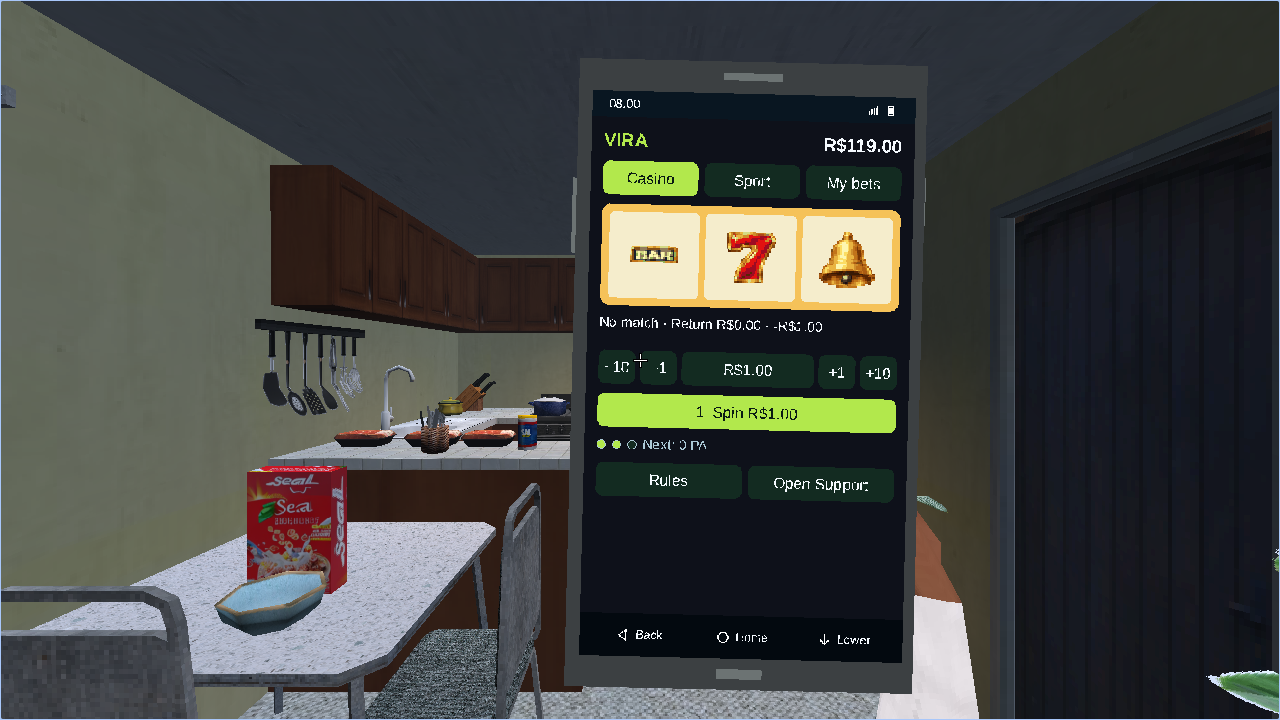 08.00
VIRA
R$119.00
Casino
Sport
My bets
BAR
7
No match - Return R$0.00 - -R$1.00
-10
-1
R$1.00
+1
+10
1 Spin R$1.00
Next: 0 PA
Rules
Open Support
Back
Home
Lower